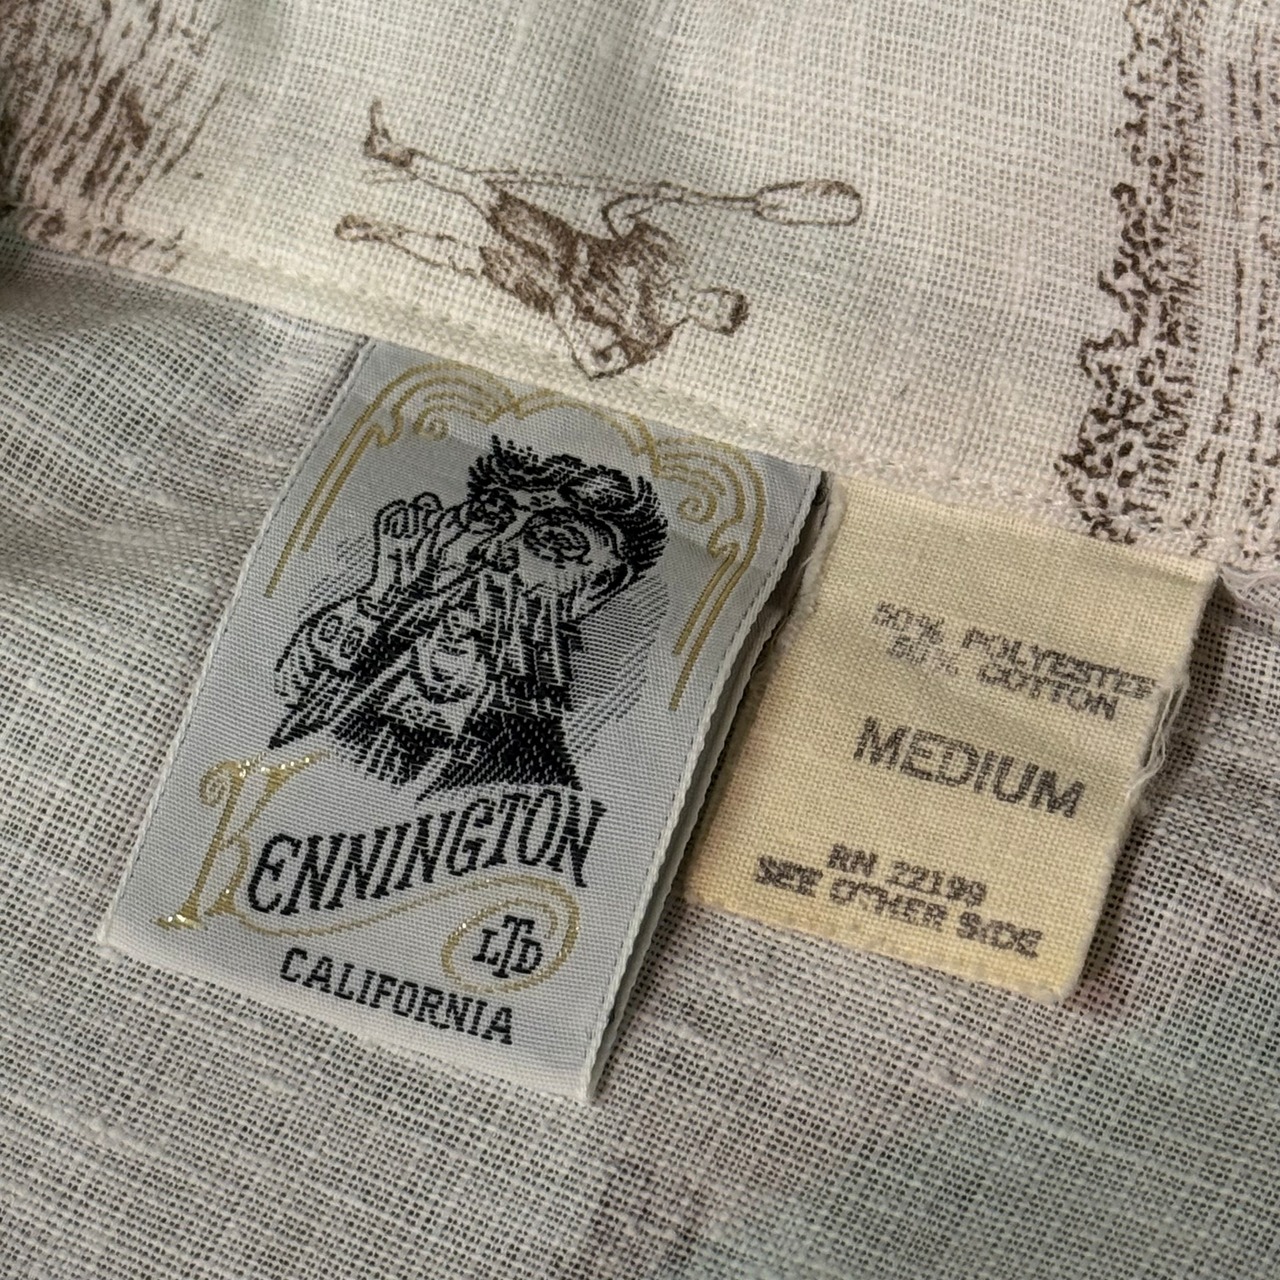 KENNINGTON
LTD
CALIFORNIA
50% POLYESTER
50% COTTON
MEDIUM
RN 22199
SEE OTHER SIDE